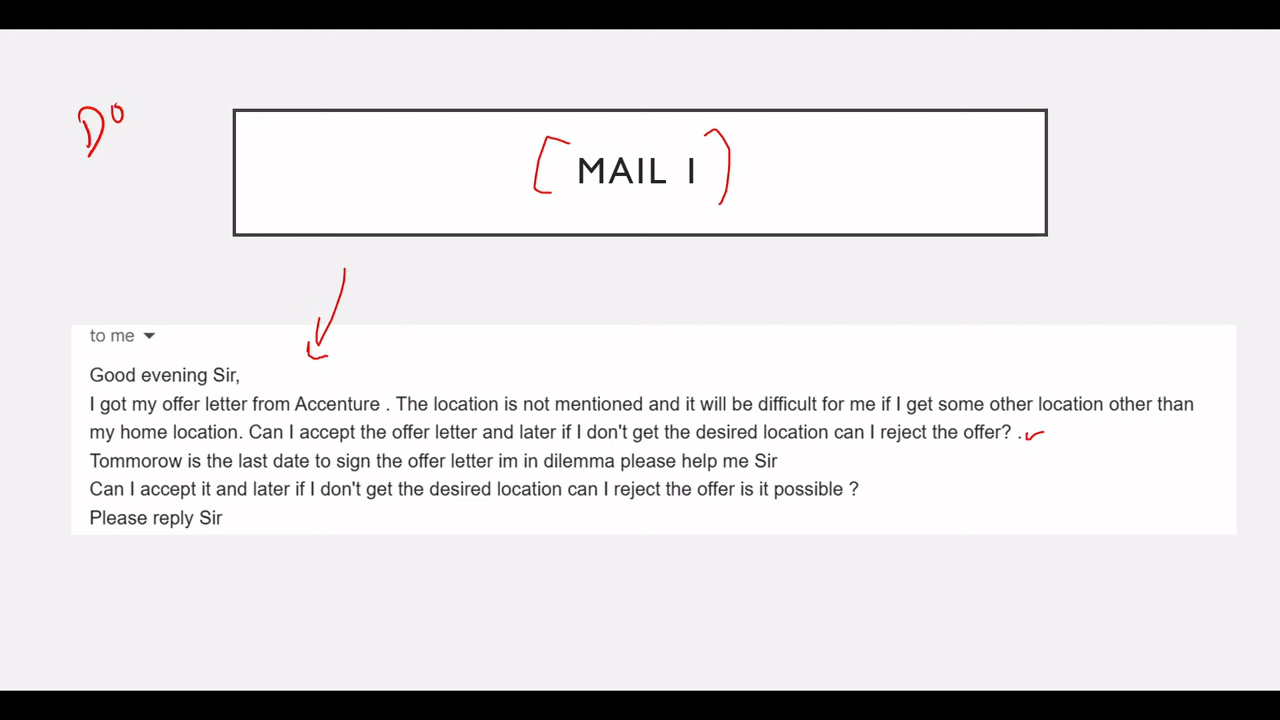 Do
[MAIL 1)
to me
Good evening Sir,
I got my offer letter from Accenture . The location is not mentioned and it will be difficult for me if I get some other location other than
my home location. Can I accept the offer letter and later if I don't get the desired location can I reject the offer? .
Tommorow is the last date to sign the offer letter im in dilemma please help me Sir
Can I accept it and later if I don't get the desired location can I reject the offer is it possible ?
Please reply Sir